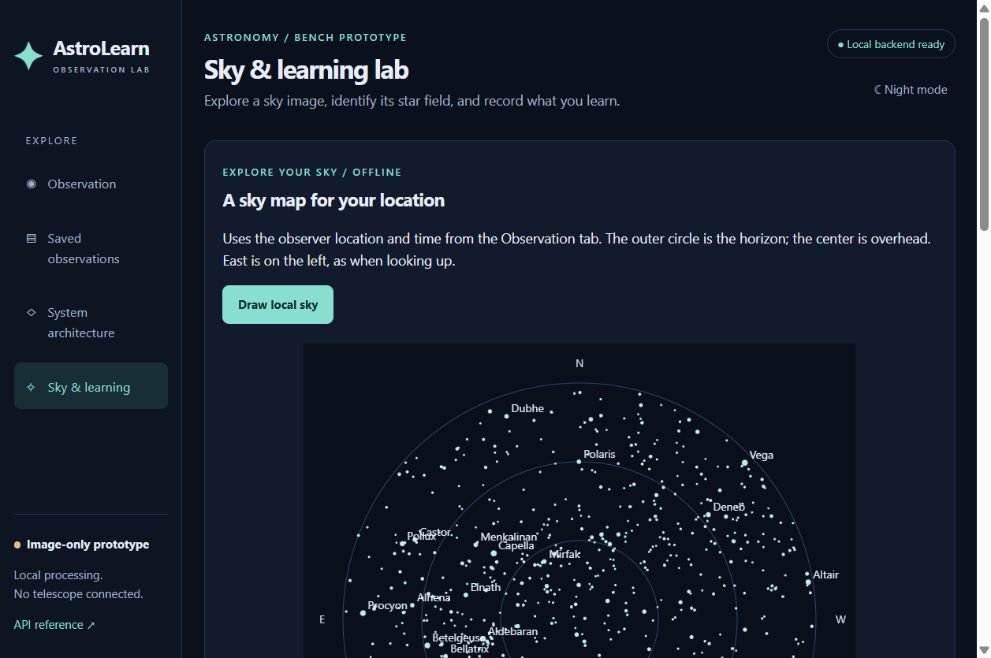 AstroLearn
OBSERVATION LAB
EXPLORE
Observation
Saved
observations
System
architecture
Sky & learning
Image-only prototype
Local processing.
No telescope connected.
API reference ↗
ASTRONOMY / BENCH PROTOTYPE
Sky & learning lab
Explore a sky image, identify its star field, and record what you learn.
Local backend ready
Night mode
EXPLORE YOUR SKY / OFFLINE
A sky map for your location
Uses the observer location and time from the Observation tab. The outer circle is the horizon; the center is overhead.
East is on the left, as when looking up.
Draw local sky
N
Dubhe
Polaris
Vega
Deneb
Castor
Pollux
Menkalinan
Capella
Mirfak
Altair
Elnath
Alhena
Procyon
E
W
Aldebaran
Betelgeuse
Bellatrix